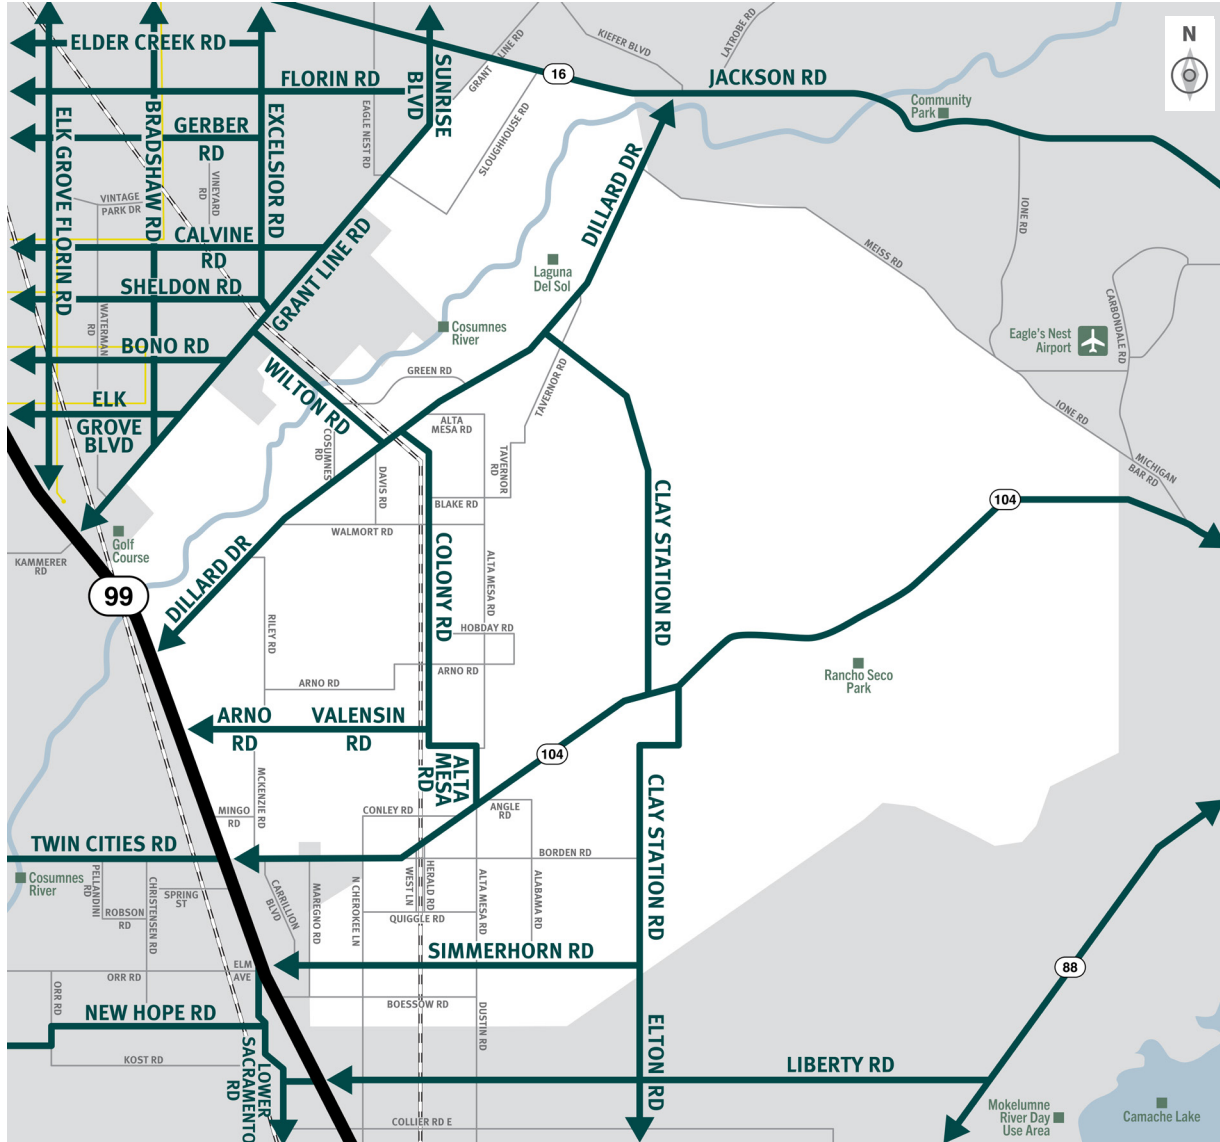 N
ELDER CREEK RD
FLORIN RD
GERBER
RD
CALVINE
RD
SHELDON RD
BONO RD
ELK
GROVE
BLVD
ELK GROVE FLORIN RD
BRADSHAW RD
EXCELSIOR RD
SUNRISE
BLVD
EAGLE NEST RD
VINEYARD
RD
VINTAGE
PARK DR
WATERMAN
RD
GRANT LINE RD
GRANT LINE RD
SLOUGHHOUSE RD
KIEFER BLVD
LATROBE RD
16
JACKSON RD
Community
Park
DILLARD DR
Laguna
Del Sol
Cosumnes
River
MEISS RD
IONE RD
Eagle's Nest
Airport
CARBONDALE RD
IONE RD
MICHIGAN
BAR RD
WILTON RD
GREEN RD
TAVERNOR RD
ALTA
MESA RD
COSUMNES
RD
DAVIS RD
TAVERNOR
RD
BLAKE RD
WALMORT RD
104
Golf
Course
KAMMERER
RD
99
DILLARD DR
COLONY RD
ALTA MESA RD
CLAY STATION RD
RILEY RD
HOBDAY RD
ARNO RD
ARNO RD
Rancho Seco
Park
ARNO
RD
VALENSIN
RD
ALTA
MESA
RD
104
MCKENZIE RD
MINGO
RD
CONLEY RD
ANGLE
RD
CLAY STATION RD
TWIN CITIES RD
BORDEN RD
Cosumnes
River
PELLANDINI
RD
CHRISTENSEN RD
SPRING
ST
ROBSON
RD
CARRILLION
BLVD
MAREGNO RD
N CHEROKEE LN
WEST LN
HERALD RD
ALTA MESA RD
ALABAMA RD
QUIGGLE RD
SIMMERHORN RD
ELM
AVE
ORR RD
ORR RD
88
NEW HOPE RD
BOESSOW RD
DUSTIN RD
ELTON RD
KOST RD
LOWER
SACRAMENTO
RD
LIBERTY RD
COLLIER RD E
Mokelumne
River Day
Use Area
Camache Lake